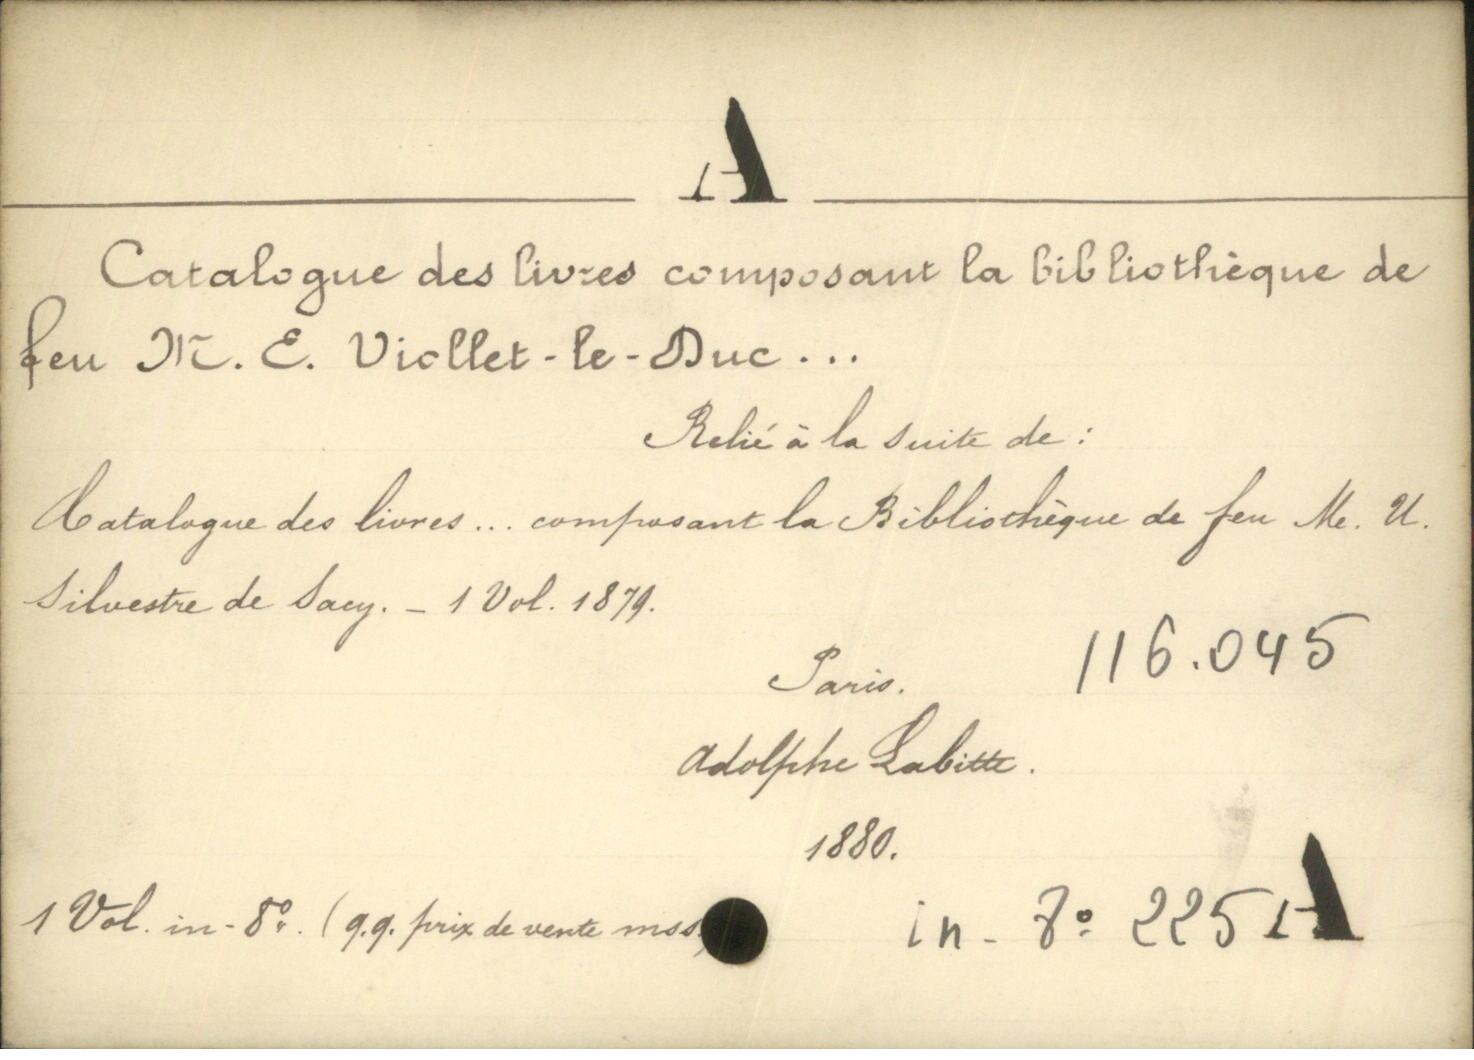 A
Catalogue des livres composant la bibliothèque de
feu M. E. Viollet-le-Duc...
Relié à la suite de :
Catalogue des livres... composant la Bibliothèque de feu Me. U.
Silvestre de Sacy. - 1 Vol. 1879.
Paris.
116.045
Adolphe Labitte.
1880.
1 Vol. in-8°. (q.q. prix de vente mss
in-8° 225 A